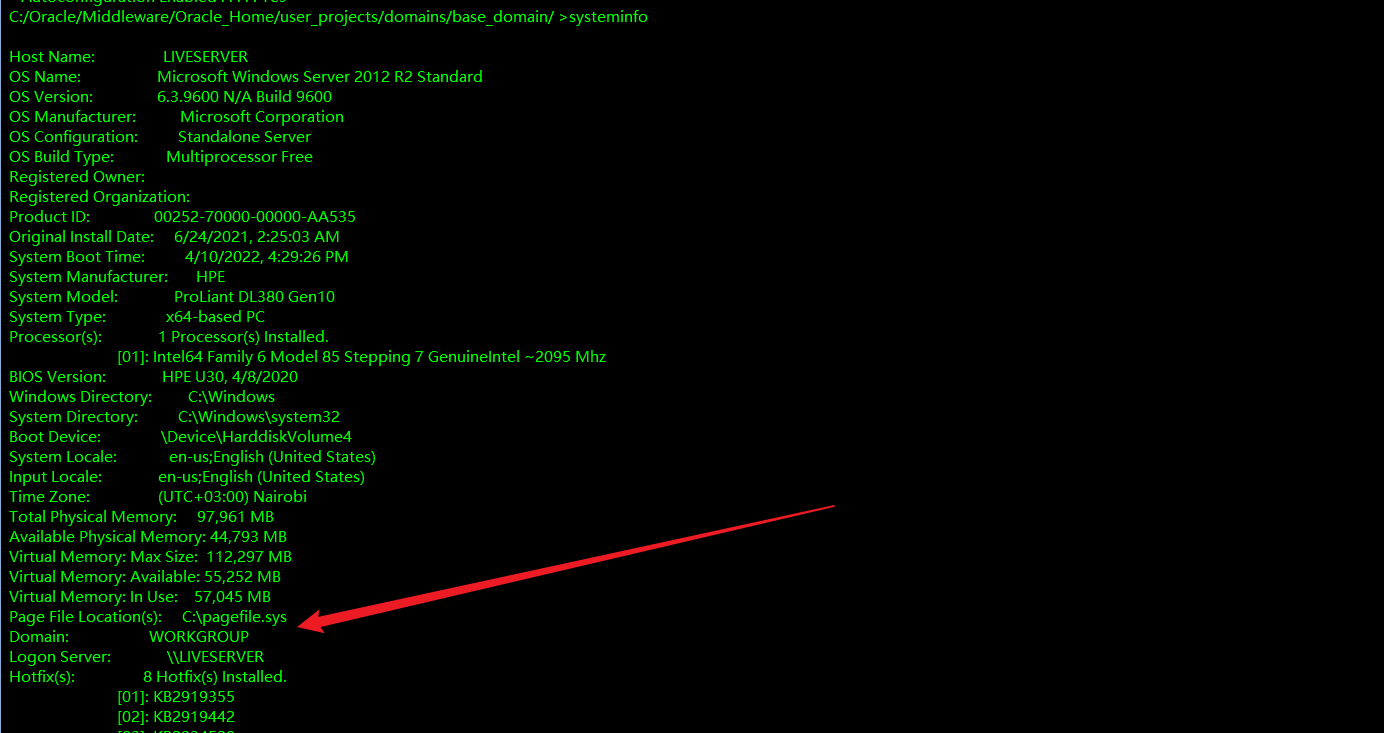 C:/Oracle/Middleware/Oracle_Home/user_projects/domains/base_domain/ >systeminfo
Host Name: LIVESERVER
OS Name: Microsoft Windows Server 2012 R2 Standard
OS Version: 6.3.9600 N/A Build 9600
OS Manufacturer: Microsoft Corporation
OS Configuration: Standalone Server
OS Build Type: Multiprocessor Free
Registered Owner:
Registered Organization:
Product ID: 00252-70000-00000-AA535
Original Install Date: 6/24/2021, 2:25:03 AM
System Boot Time: 4/10/2022, 4:29:26 PM
System Manufacturer: HPE
System Model: ProLiant DL380 Gen10
System Type: x64-based PC
Processor(s): 1 Processor(s) Installed.
[01]: Intel64 Family 6 Model 85 Stepping 7 GenuineIntel ~2095 Mhz
BIOS Version: HPE U30, 4/8/2020
Windows Directory: C:\Windows
System Directory: C:\Windows\system32
Boot Device: \Device\HarddiskVolume4
System Locale: en-us;English (United States)
Input Locale: en-us;English (United States)
Time Zone: (UTC+03:00) Nairobi
Total Physical Memory: 97,961 MB
Available Physical Memory: 44,793 MB
Virtual Memory: Max Size: 112,297 MB
Virtual Memory: Available: 55,252 MB
Virtual Memory: In Use: 57,045 MB
Page File Location(s): C:\pagefile.sys
Domain: WORKGROUP
Logon Server: \\LIVESERVER
Hotfix(s): 8 Hotfix(s) Installed.
[01]: KB2919355
[02]: KB2919442